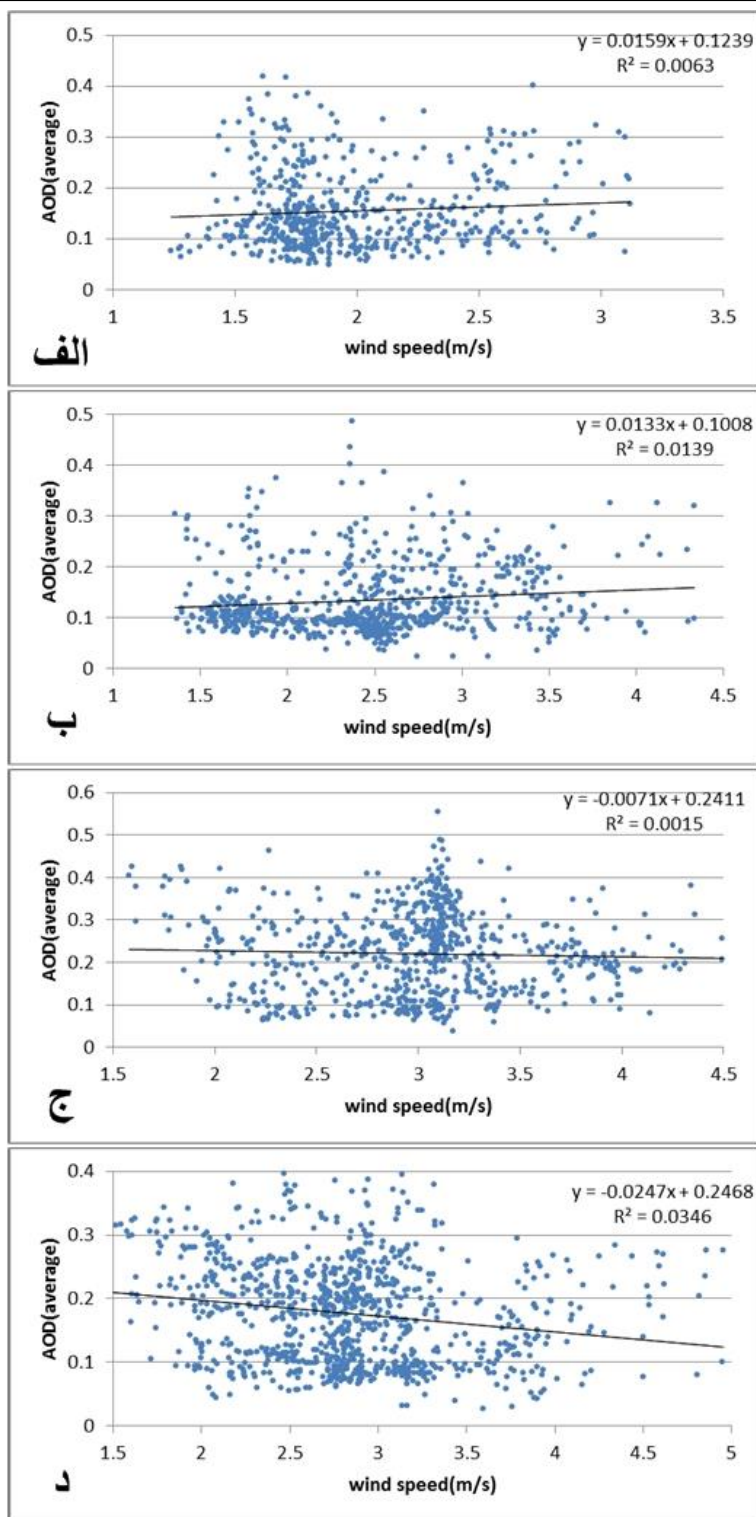 0.5
y = 0.0159x + 0.1239
R² = 0.0063
0.4
0.3
0.2
0.1
0
AOD(average)
1 1.5 2 2.5 3 3.5
wind speed(m/s)
الف
0.5
y = 0.0133x + 0.1008
R² = 0.0139
0.4
0.3
0.2
0.1
0
AOD(average)
1 1.5 2 2.5 3 3.5 4 4.5
wind speed(m/s)
ب
0.6
y = -0.0071x + 0.2411
R² = 0.0015
0.5
0.4
0.3
0.2
0.1
0
AOD(average)
1.5 2 2.5 3 3.5 4 4.5
wind speed(m/s)
ج
0.4
y = -0.0247x + 0.2468
R² = 0.0346
0.3
0.2
0.1
0
AOD(average)
1.5 2 2.5 3 3.5 4 4.5 5
wind speed(m/s)
د